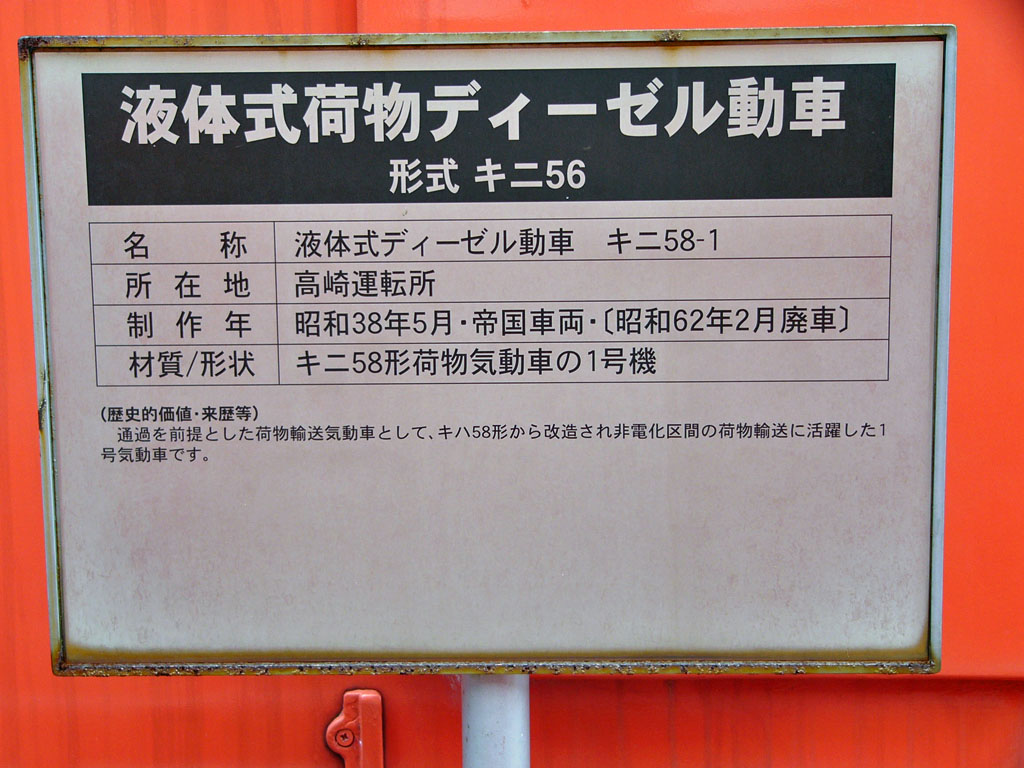 液体式荷物ディーゼル動車
形式 キニ56
名 称 液体式ディーゼル動車 キニ58-1
所 在 地 高崎運転所
制 作 年 昭和38年5月・帝国車両・〔昭和62年2月廃車〕
材質/形状 キニ58形荷物気動車の1号機
（歴史的価値・来歴等）
通過を前提とした荷物輸送気動車として、キハ58形から改造され非電化区間の荷物輸送に活躍した1
号気動車です。